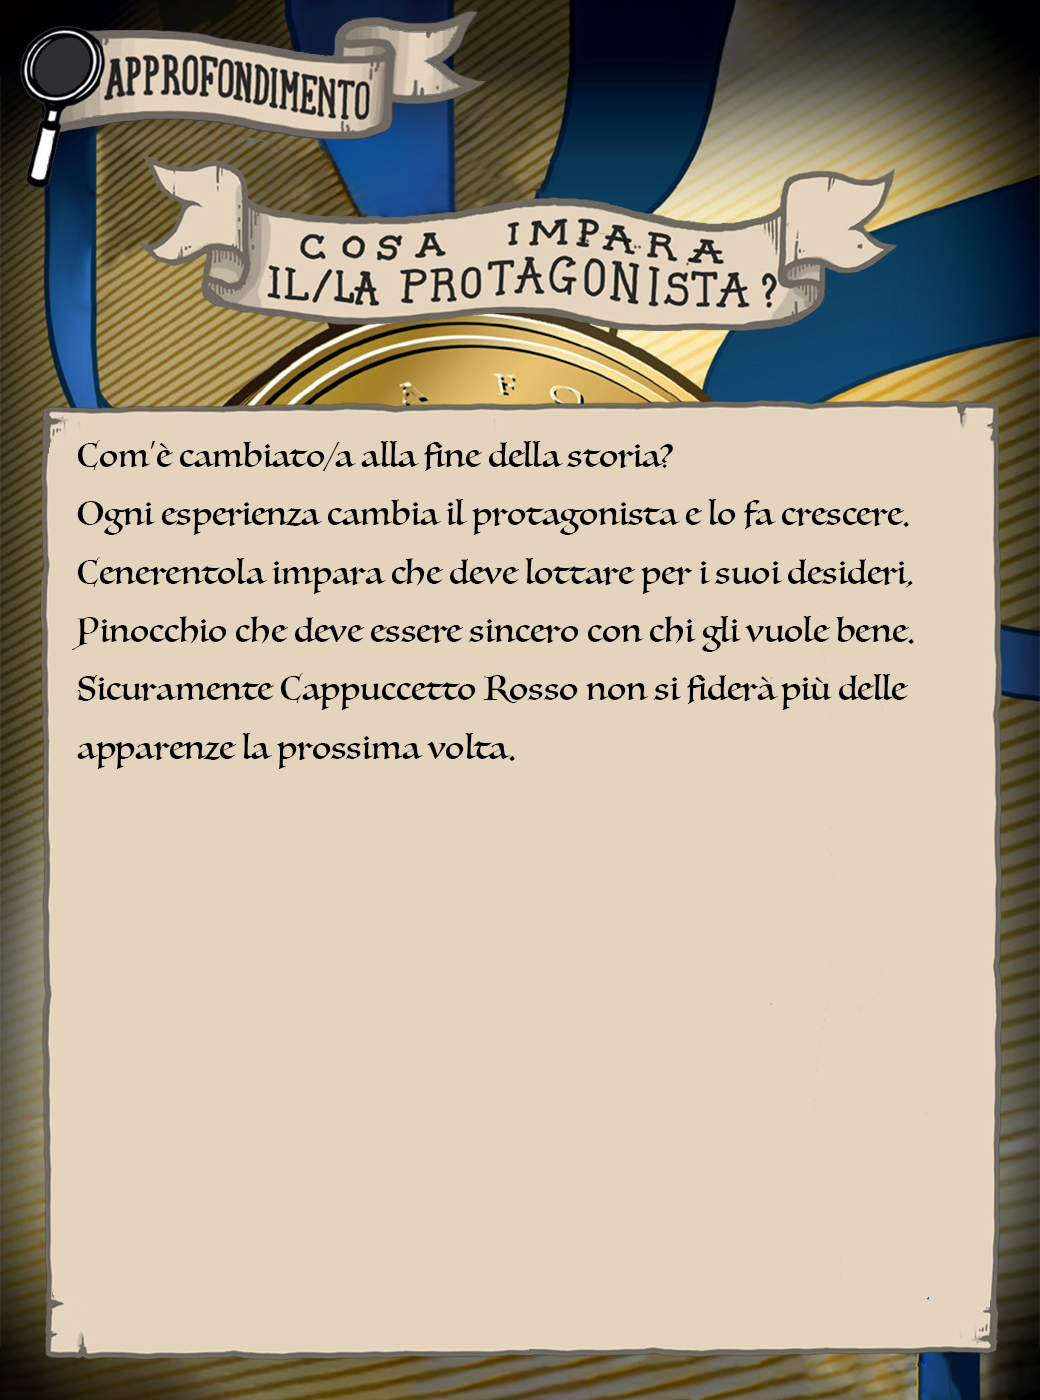 APPROFONDIMENTO
COSA IMPARA
IL/LA PROTAGONISTA?
Com'è cambiato/a alla fine della storia?
Ogni esperienza cambia il protagonista e lo fa crescere.
Cenerentola impara che deve lottare per i suoi desideri,
Pinocchio che deve essere sincero con chi gli vuole bene.
Sicuramente Cappuccetto Rosso non si fiderà più delle
apparenze la prossima volta.